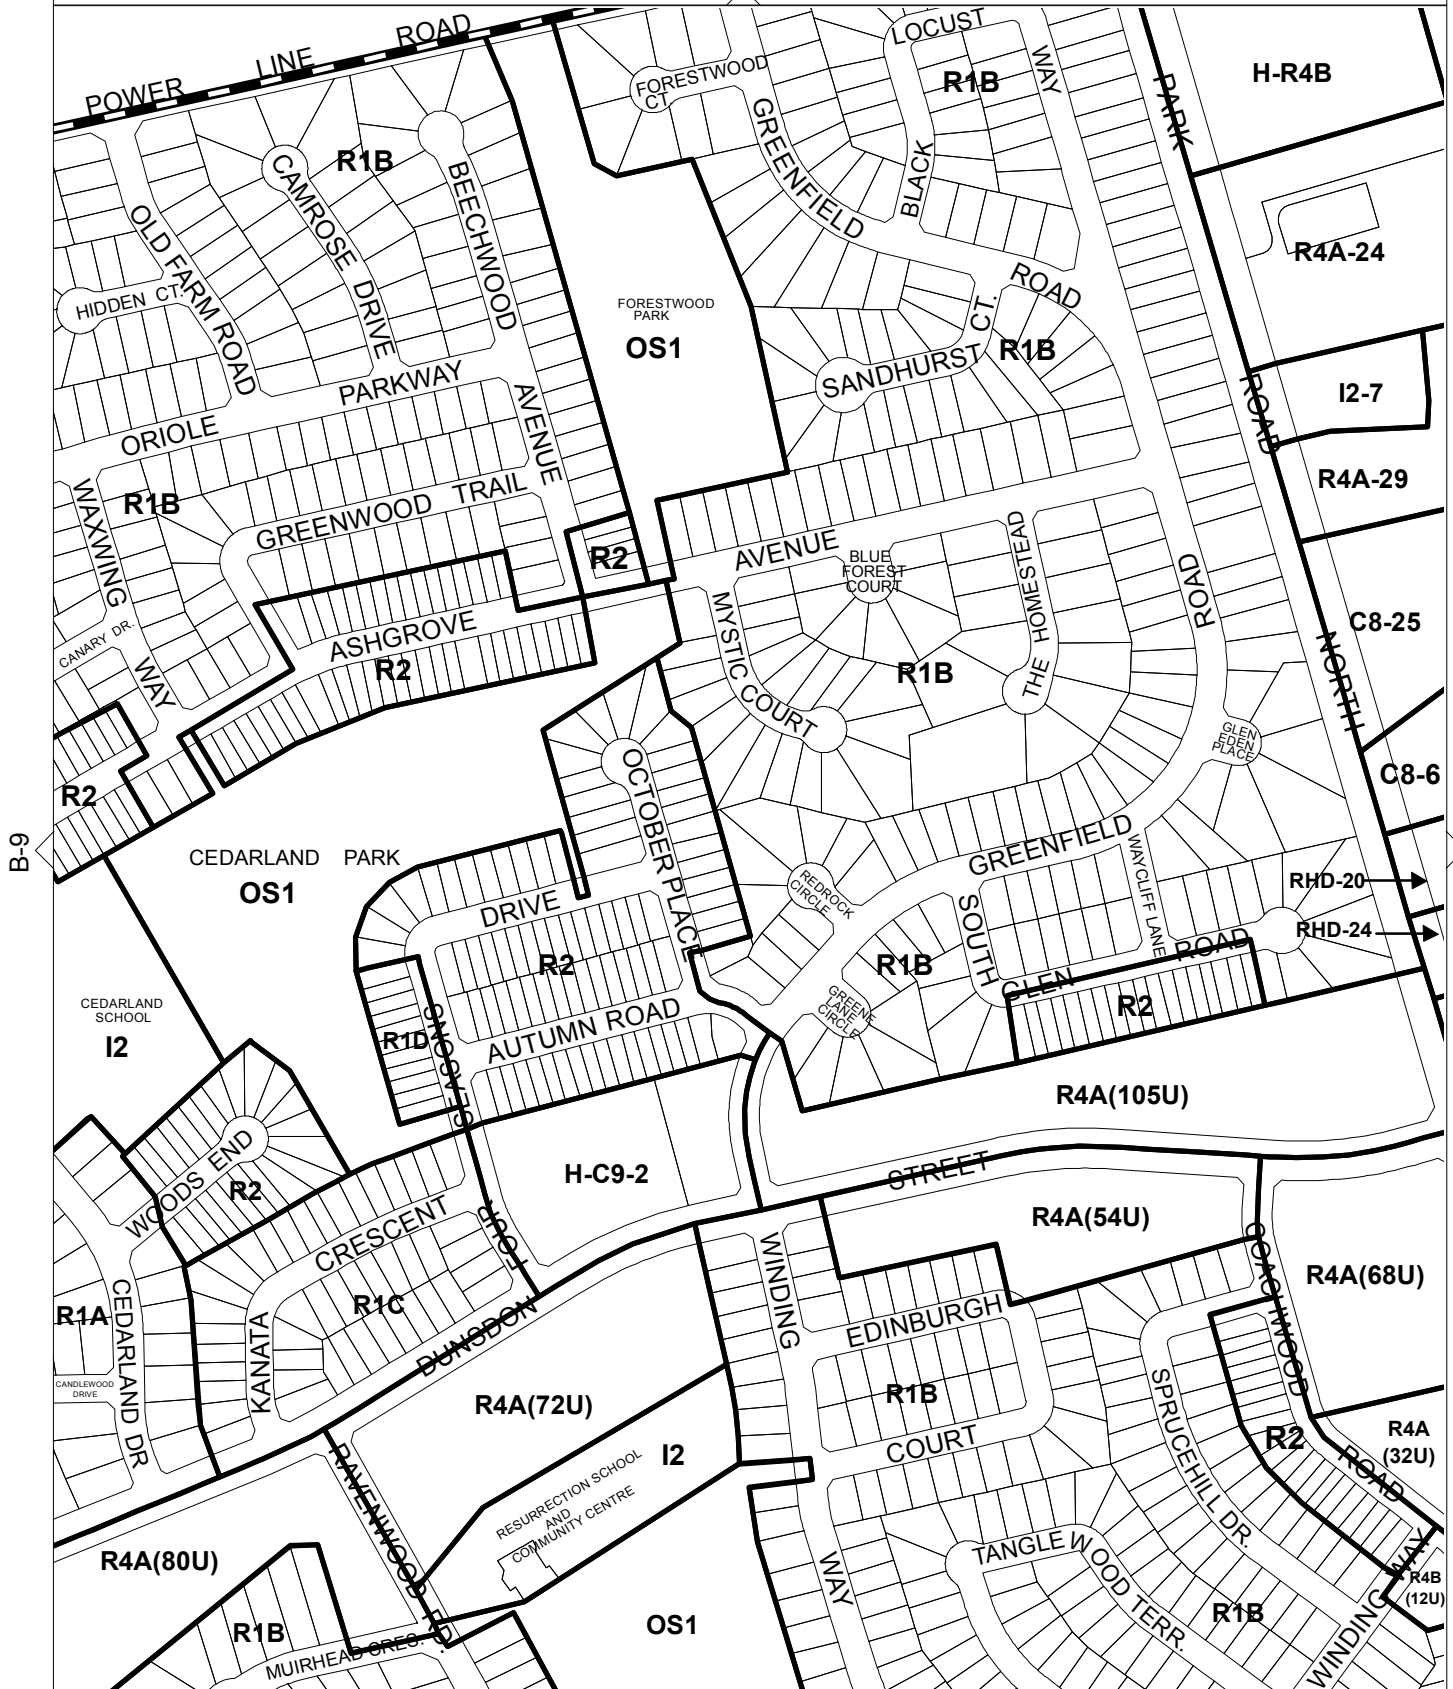 POWER LINE ROAD
LOCUST
WAY
PARK
H-R4B
FORESTWOOD
CT.
R1B
GREENFIELD
BLACK
R1B
CAMROSE DRIVE
BEECHWOOD
OLD FARM ROAD
HIDDEN CT.
R4A-24
ROAD
FORESTWOOD
PARK
OS1
CT.
R1B
SANDHURST
PARKWAY
ORIOLE
AVENUE
ROAD
I2-7
R4A-29
R1B
WAXWING
GREENWOOD TRAIL
R2
AVENUE
BLUE
FOREST
COURT
THE HOMESTEAD
ROAD
C8-25
NORTH
CANARY DR.
WAY
ASHGROVE
R2
MYSTIC COURT
R1B
GLEN
EDEN
PLACE
C8-6
R2
OCTOBER PLACE
B-9
CEDARLAND PARK
OS1
GREENFIELD
WAYCLIFF LANE
REDROCK
CIRCLE
RHD-20
DRIVE
SOUTH
RHD-24
R2
R1B
GLEN ROAD
R2
GREENE
LANE
CIRCLE
CEDARLAND
SCHOOL
I2
R1D
SEASONS
AUTUMN ROAD
R4A(105U)
WOODS END
R2
H-C9-2
STREET
R4A(54U)
CRESCENT
FOUR
WINDING
COACHWOOD
R4A(68U)
R1A
CEDARLAND DR
R1C
KANATA
DUNSDON
EDINBURGH
CANDLEWOOD
DRIVE
R4A(72U)
R1B
SPRUCEHILL DR.
R2
R4A
(32U)
ROAD
COURT
I2
RAVENWOOD RD.
RESURRECTION SCHOOL
AND
COMMUNITY CENTRE
R4A(80U)
WAY
TANGLEWOOD TERR.
R1B
WINDING WAY
R4B
(12U)
R1B
MUIRHEAD CRES.
OS1